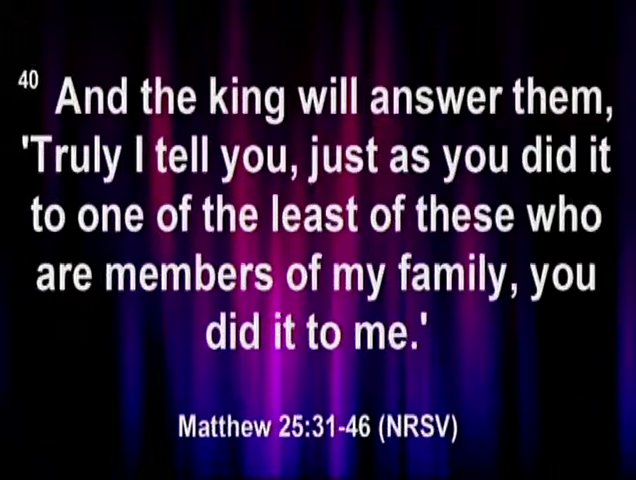 40 And the king will answer them,
'Truly I tell you, just as you did it
to one of the least of these who
are members of my family, you
did it to me.'
Matthew 25:31-46 (NRSV)